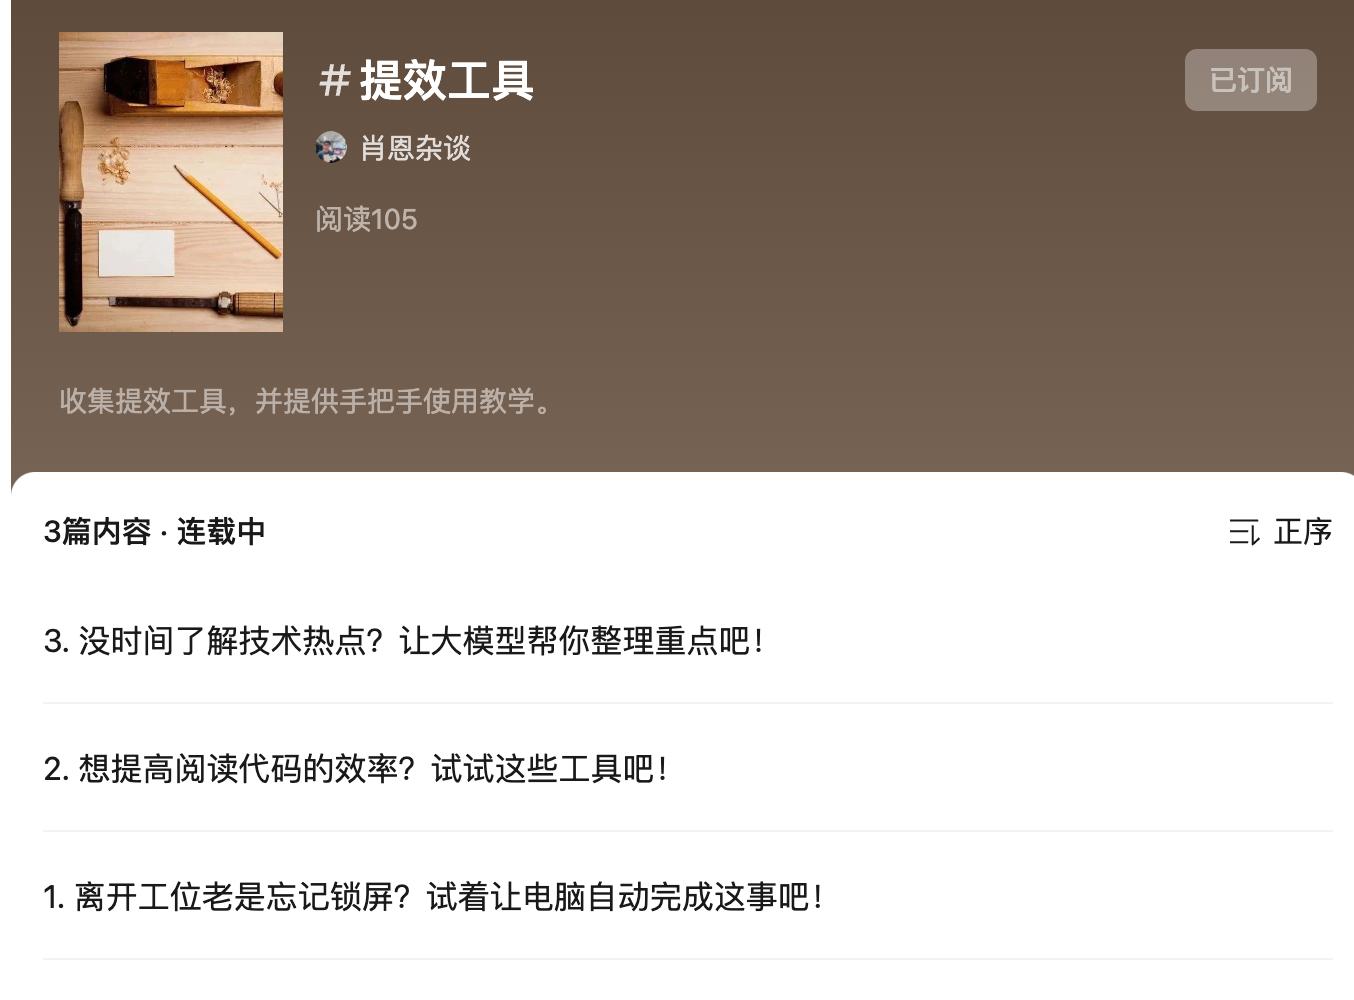 #提效工具
已订阅
肖恩杂谈
阅读105
收集提效工具，并提供手把手使用教学。
3篇内容 · 连载中
正序
3. 没时间了解技术热点？让大模型帮你整理重点吧！
2. 想提高阅读代码的效率？试试这些工具吧！
1. 离开工位老是忘记锁屏？试着让电脑自动完成这事吧！